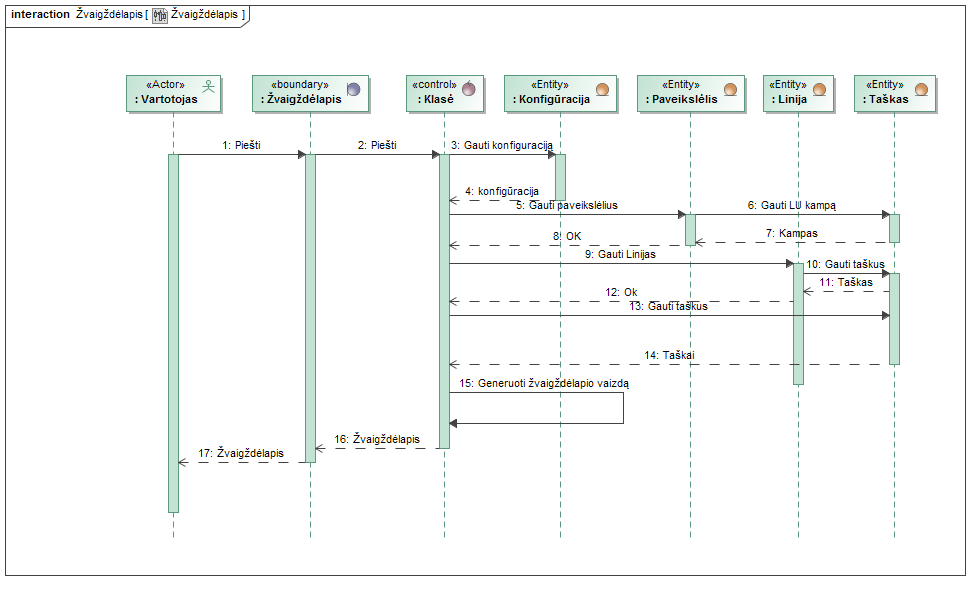 interaction Žvaigždėlapis [ Žvaigždėlapis ]
«Actor»
: Vartotojas
«boundary»
: Žvaigždėlapis
«control»
: Klasė
«Entity»
: Konfigūracija
«Entity»
: Paveikslėlis
«Entity»
: Linija
«Entity»
: Taškas
1: Piešti
2: Piešti
3: Gauti konfiguraciją
4: konfigūracija
5: Gauti paveikslėlius
6: Gauti LU kampą
7: Kampas
8: OK
9: Gauti Linijas
10: Gauti taškus
11: Taškas
12: Ok
13: Gauti taškus
14: Taškai
15: Generuoti žvaigždėlapio vaizdą
16: Žvaigždėlapis
17: Žvaigždėlapis